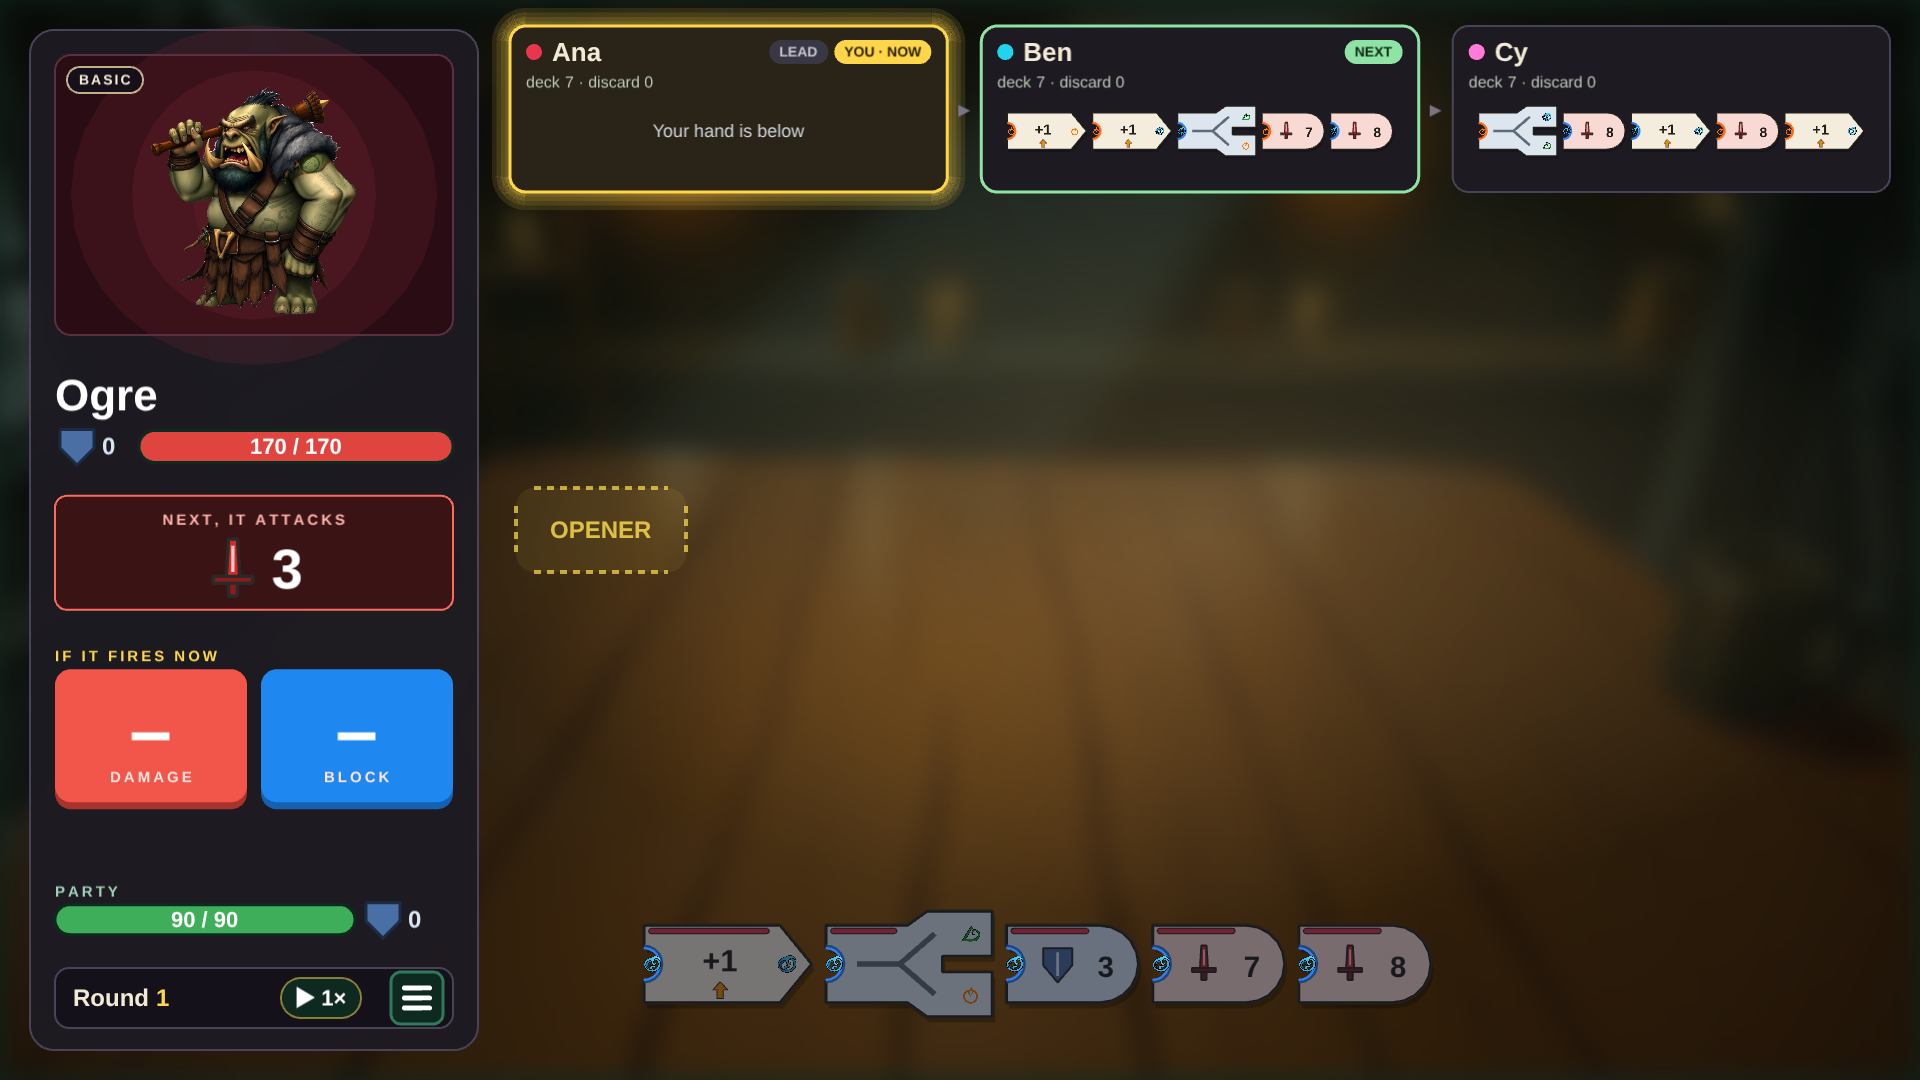 BASIC
Ogre
0
170 / 170
NEXT, IT ATTACKS
3
IF IT FIRES NOW
–
DAMAGE
–
BLOCK
PARTY
90 / 90
0
Round 1
1×
Ana
LEAD
YOU · NOW
deck 7 · discard 0
Your hand is below
Ben
NEXT
deck 7 · discard 0
+1
+1
7
8
Cy
deck 7 · discard 0
8
+1
8
+1
OPENER
+1
3
7
8